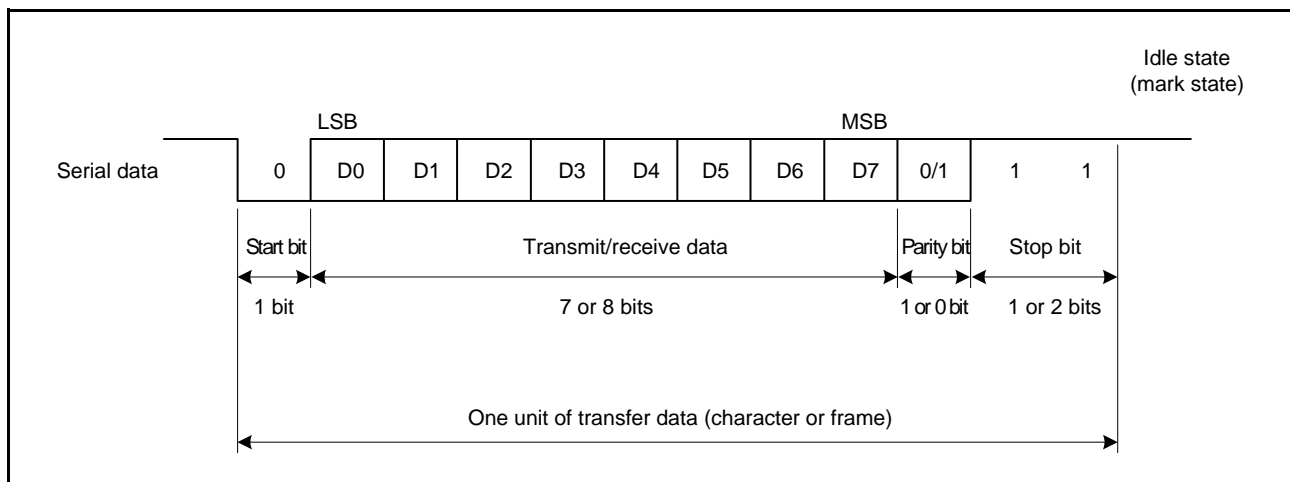 Idle state
(mark state)
LSB MSB
Serial data 0 D0 D1 D2 D3 D4 D5 D6 D7 0/1 1 1
Start bit Transmit/receive data Parity bit Stop bit
1 bit 7 or 8 bits 1 or 0 bit 1 or 2 bits
One unit of transfer data (character or frame)